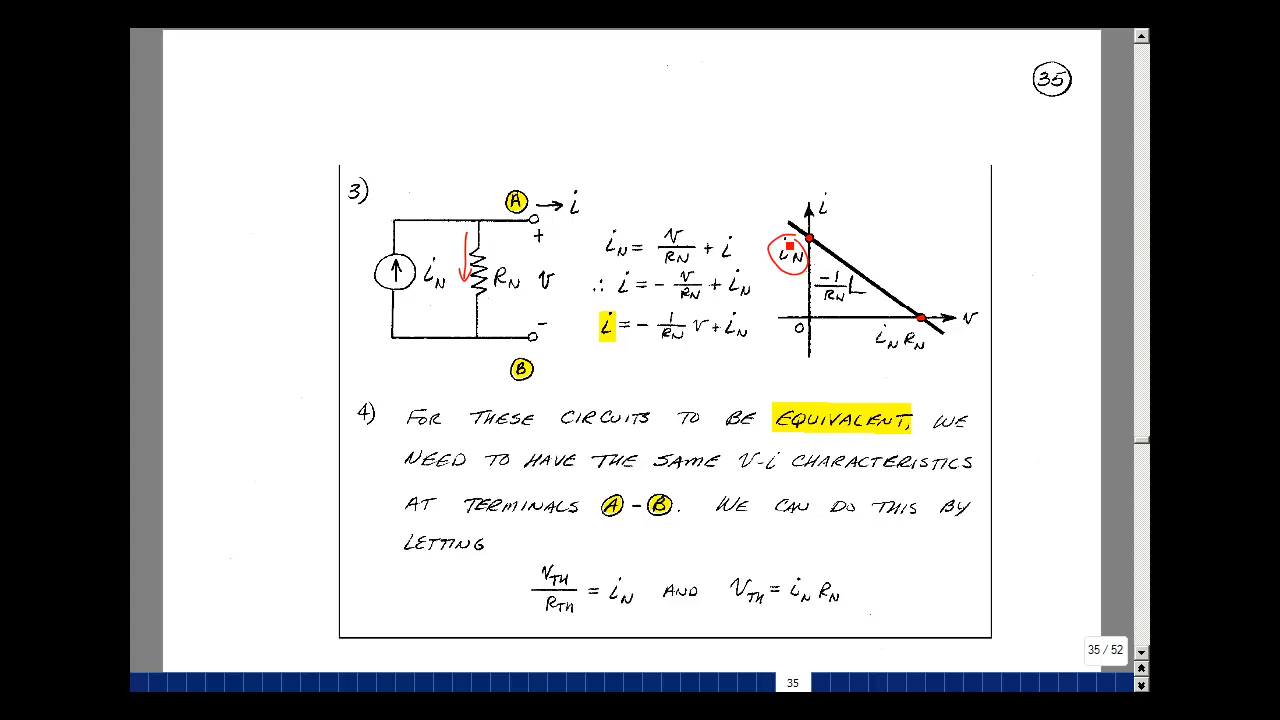 35
3)
A → i
+
i_N
R_N
v
-
B
i_N = v/R_N + i
∴ i = - v/R_N + i_N
i = - 1/R_N v + i_N
i
i_N
-1/R_N
0
i_N R_N
v
4) FOR THESE CIRCUITS TO BE EQUIVALENT, WE
NEED TO HAVE THE SAME V-i CHARACTERISTICS
AT TERMINALS A - B. WE CAN DO THIS BY
LETTING
V_TH/R_TH = i_N AND V_TH = i_N R_N
35 / 52
35